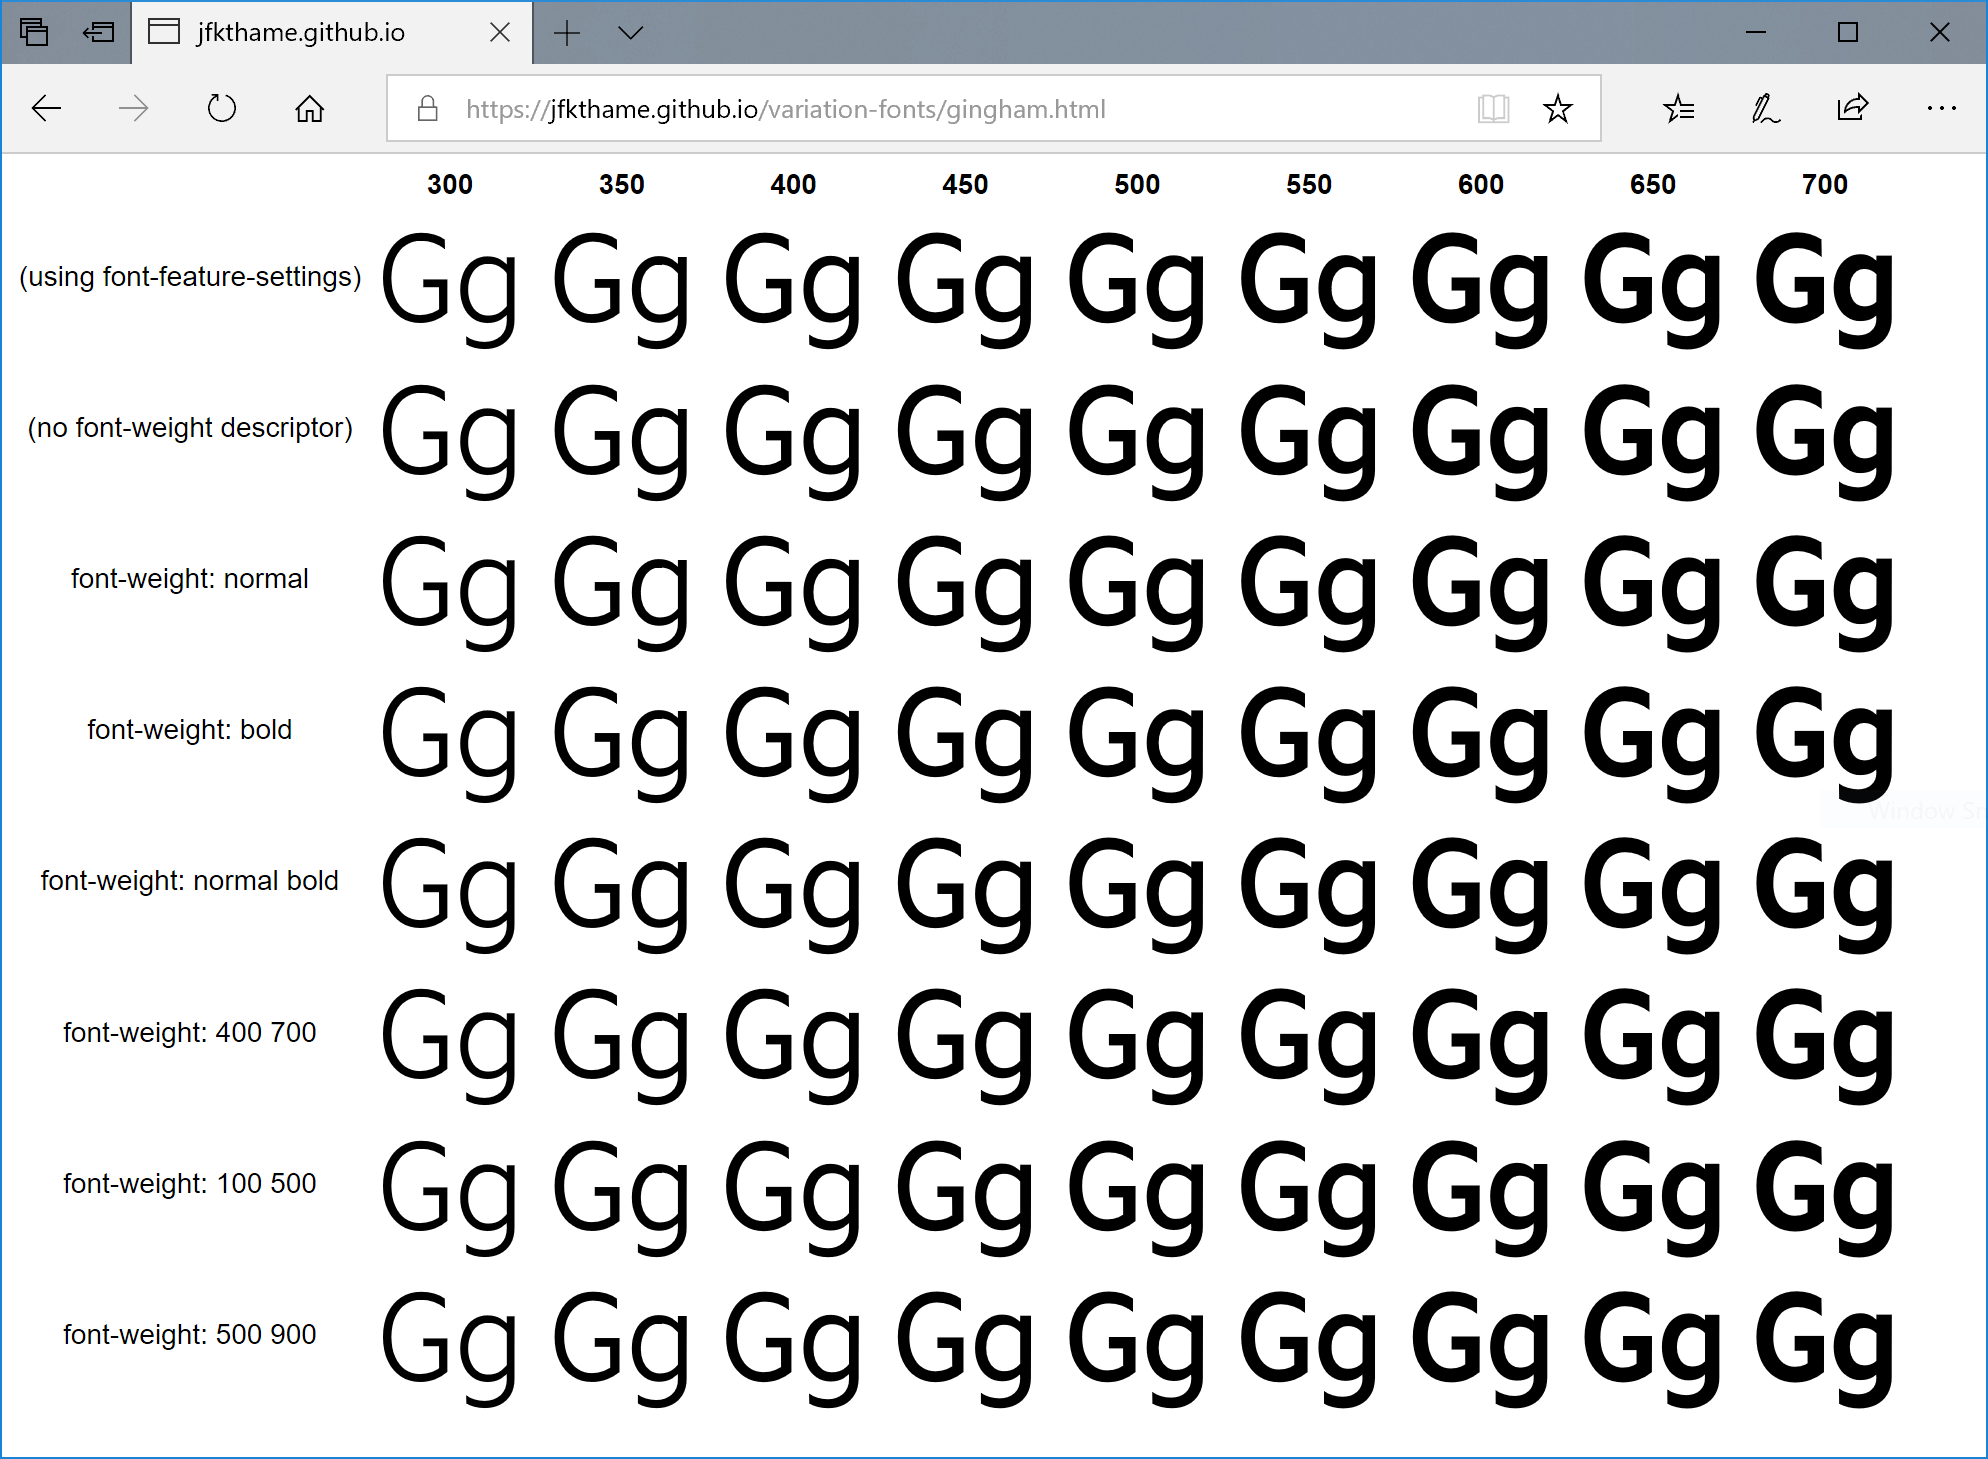 jfkthame.github.io
https://jfkthame.github.io/variation-fonts/gingham.html
300 350 400 450 500 550 600 650 700
(using font-feature-settings) Gg Gg Gg Gg Gg Gg Gg Gg Gg
(no font-weight descriptor) Gg Gg Gg Gg Gg Gg Gg Gg Gg
font-weight: normal Gg Gg Gg Gg Gg Gg Gg Gg Gg
font-weight: bold Gg Gg Gg Gg Gg Gg Gg Gg Gg
Window Sn
font-weight: normal bold Gg Gg Gg Gg Gg Gg Gg Gg Gg
font-weight: 400 700 Gg Gg Gg Gg Gg Gg Gg Gg Gg
font-weight: 100 500 Gg Gg Gg Gg Gg Gg Gg Gg Gg
font-weight: 500 900 Gg Gg Gg Gg Gg Gg Gg Gg Gg